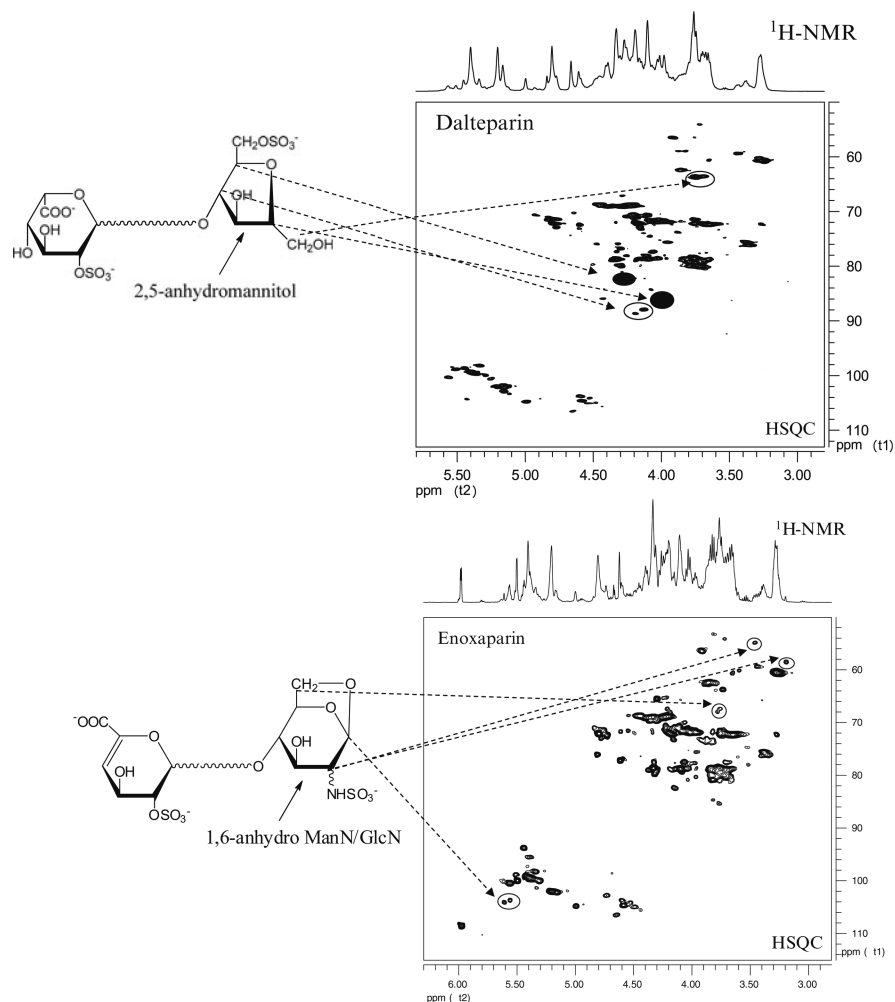 ¹H-NMR
Dalteparin
60
70
80
90
100
110
HSQC
ppm (t1)
5.50 5.00 4.50 4.00 3.50 3.00
ppm (t2)
CH₂OSO₃⁻
O
OH
O
CH₂OH
O
COO⁻
OH
HO
OSO₃⁻
2,5-anhydromannitol
¹H-NMR
Enoxaparin
60
70
80
90
100
110
HSQC
ppm ( t1)
6.00 5.50 5.00 4.50 4.00 3.50 3.00
ppm ( t2)
CH₂ O
O
OH
O
NHSO₃⁻
⁻OOC
O
OH
OSO₃⁻
1,6-anhydro ManN/GlcN